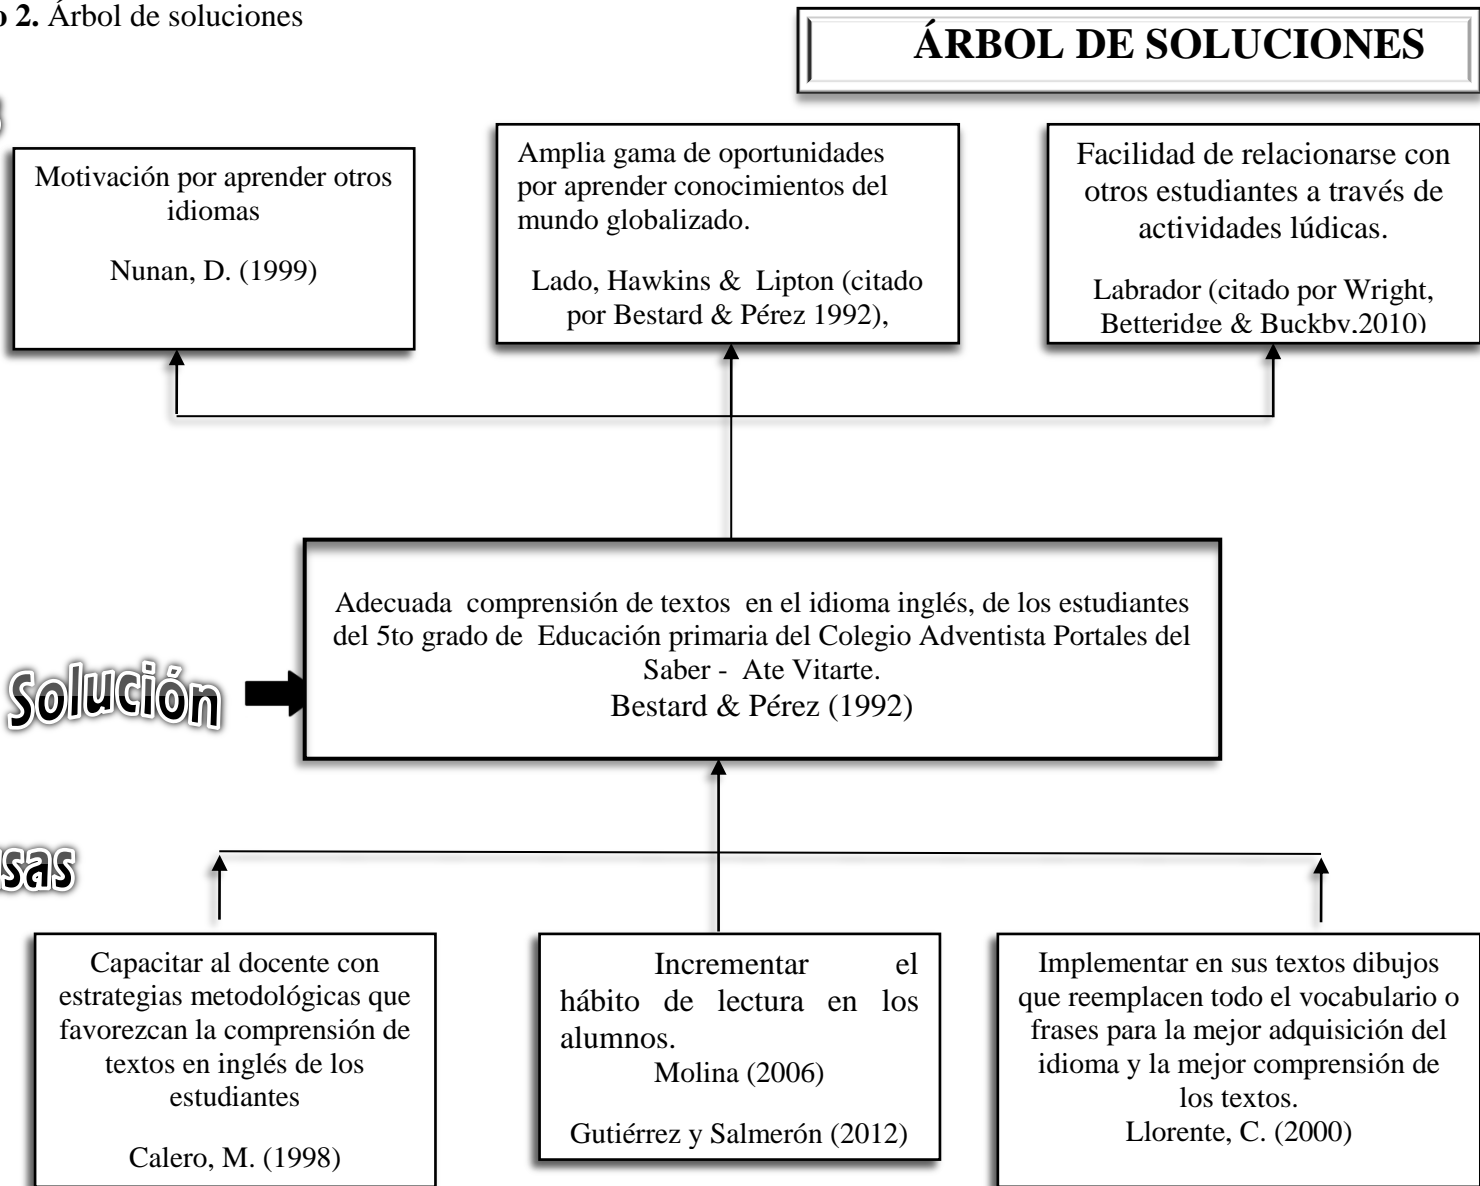 2. Árbol de soluciones
ÁRBOL DE SOLUCIONES
Motivación por aprender otros
idiomas
Nunan, D. (1999)
Amplia gama de oportunidades
por aprender conocimientos del
mundo globalizado.
Lado, Hawkins & Lipton (citado
por Bestard & Pérez 1992),
Facilidad de relacionarse con
otros estudiantes a través de
actividades lúdicas.
Labrador (citado por Wright,
Betteridge & Buckby.2010)
Adecuada comprensión de textos en el idioma inglés, de los estudiantes
del 5to grado de Educación primaria del Colegio Adventista Portales del
Saber - Ate Vitarte.
Bestard & Pérez (1992)
Solución
Capacitar al docente con
estrategias metodológicas que
favorezcan la comprensión de
textos en inglés de los
estudiantes
Calero, M. (1998)
Incrementar el
hábito de lectura en los
alumnos.
Molina (2006)
Gutiérrez y Salmerón (2012)
Implementar en sus textos dibujos
que reemplacen todo el vocabulario o
frases para la mejor adquisición del
idioma y la mejor comprensión de
los textos.
Llorente, C. (2000)